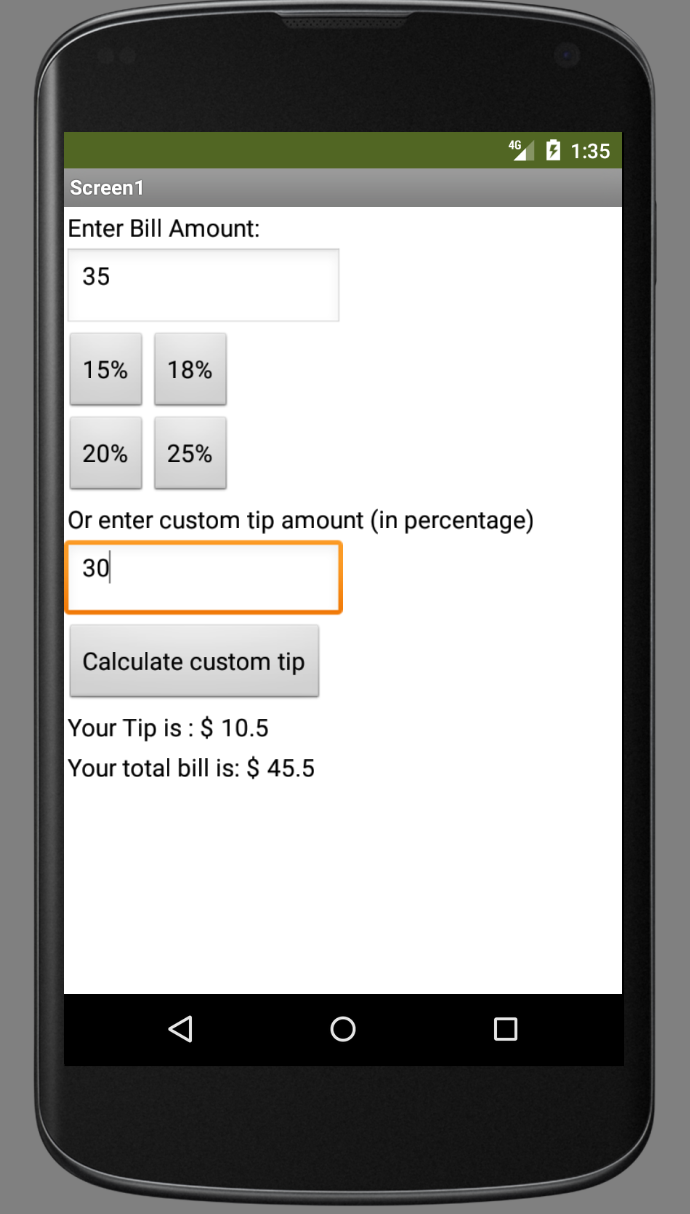 4G 1:35
Screen1
Enter Bill Amount:
35
15% 18%
20% 25%
Or enter custom tip amount (in percentage)
30
Calculate custom tip
Your Tip is : $ 10.5
Your total bill is: $ 45.5